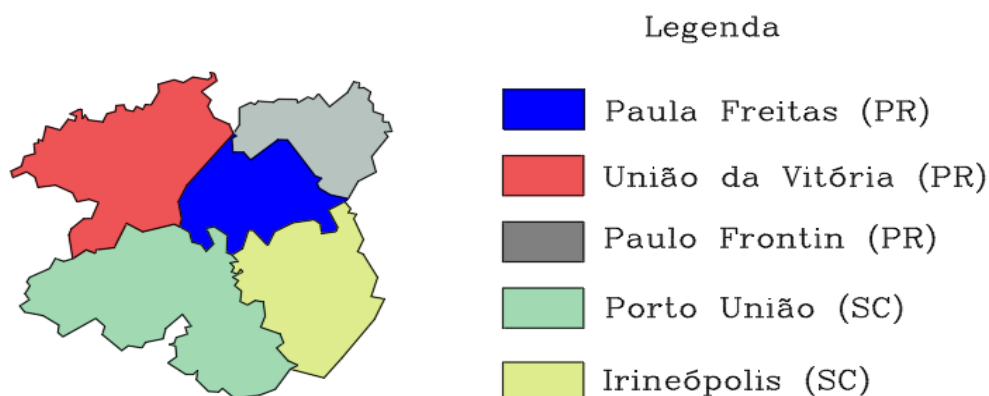 Legenda
Paula Freitas (PR)
União da Vitória (PR)
Paulo Frontin (PR)
Porto União (SC)
Irineópolis (SC)